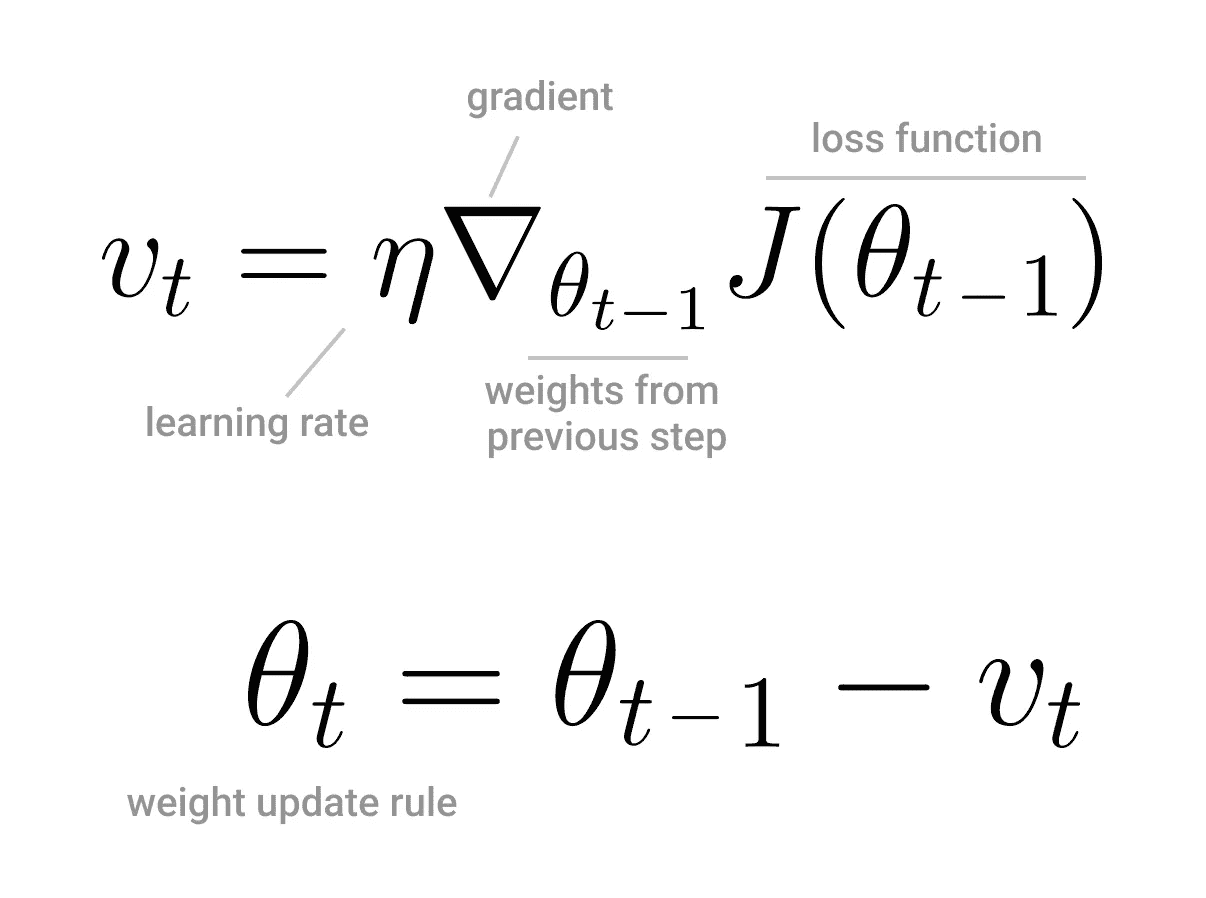 gradient
loss function
v_t = η∇_{θ_{t−1}} J(θ_{t−1})
learning rate
weights from
previous step
θ_t = θ_{t−1} − v_t
weight update rule